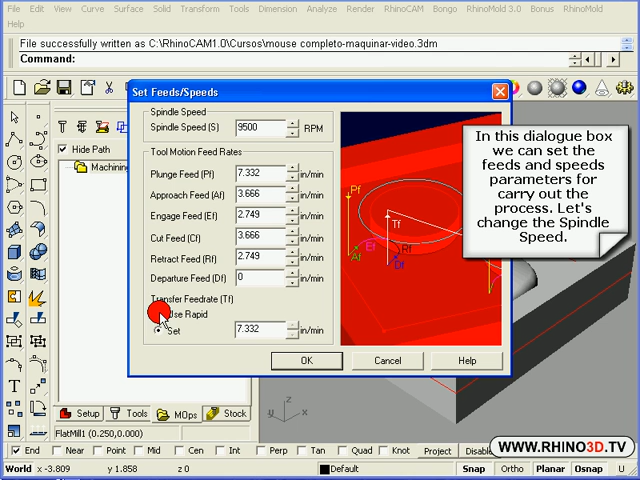 File View Curve Surface Solid Transform Tools Dimension Analyze Render RhinoCAM BongoRhinoMold 3.0 Bonus RhinoMold
Help
File successfully written as C:\RhinoCAM1.0\Cursos\mouse completo-maquinar-video.3dm
Command:
Set Feeds/Speeds
Spindle Speed
Spindle Speed (S) 9500 RPM
Tool Motion Feed Rates
Plunge Feed (Pf) 7.332 in/min
Approach Feed (Af) 3.666 in/min
Engage Feed (Ef) 2.749 in/min
Cut Feed (Cf) 3.666 in/min
Retract Feed (Rf) 2.749 in/min
Departure Feed (Df) 0 in/min
Transfer Feedrate (Tf)
Use Rapid
Set 7.332 in/min
OK Cancel Help
Pf
Tf
Ef
Af
Rf
Df
In this dialogue box
we can set the
feeds and speeds
parameters for
carry out the
process. Let's
change the Spindle
Speed.
Hide Path
Machining
Setup Tools MOps Stock
FlatMill1 (0.250,0.000)
z
y x
End Near Point Mid Cen Int Perp Tan Quad Knot Project Disable
WWW.RHINO3D.TV
World x -3.809 y 1.858 z 0 Default Snap Ortho Planar Osnap U